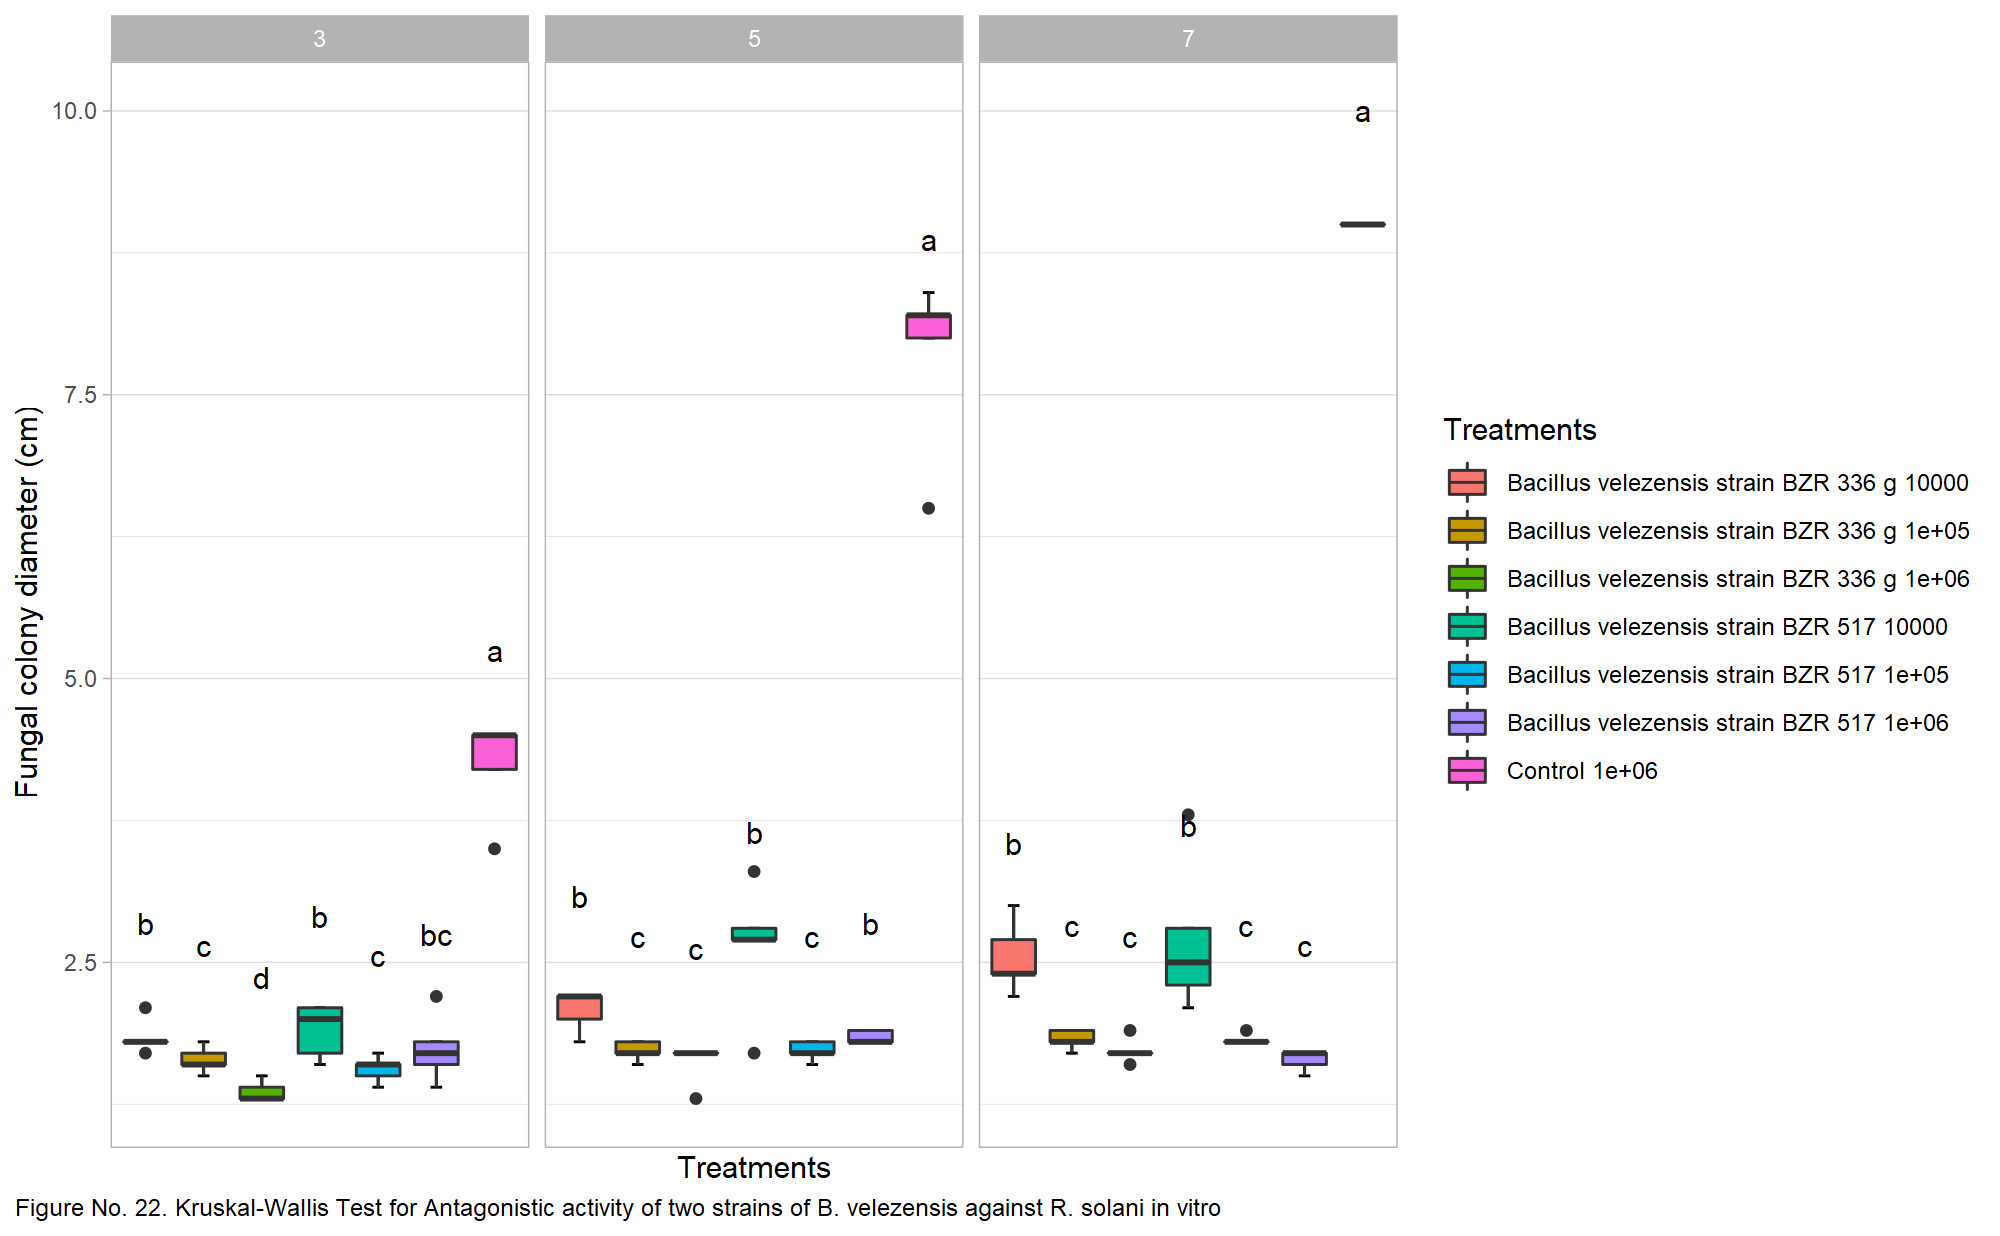 3 5 7
10.0
7.5
5.0
2.5
Fungal colony diameter (cm)
b c d b c bc a
b c c b c b a
b c c b c c a
Treatments
Treatments
Bacillus velezensis strain BZR 336 g 10000
Bacillus velezensis strain BZR 336 g 1e+05
Bacillus velezensis strain BZR 336 g 1e+06
Bacillus velezensis strain BZR 517 10000
Bacillus velezensis strain BZR 517 1e+05
Bacillus velezensis strain BZR 517 1e+06
Control 1e+06
Figure No. 22. Kruskal-Wallis Test for Antagonistic activity of two strains of B. velezensis against R. solani in vitro